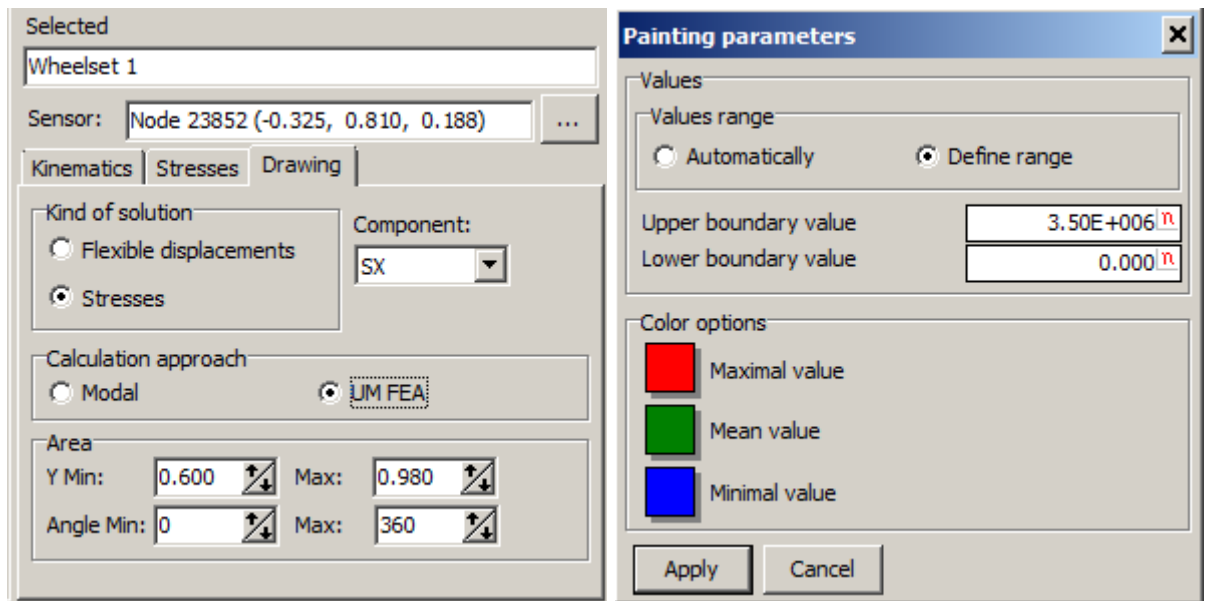 Selected
Wheelset 1
Sensor: Node 23852 (-0.325, 0.810, 0.188) ...
Kinematics Stresses Drawing
Kind of solution
Flexible displacements
Stresses
Component:
SX
Calculation approach
Modal UM FEA
Area
Y Min: 0.600 Max: 0.980
Angle Min: 0 Max: 360
Painting parameters
Values
Values range
Automatically Define range
Upper boundary value 3.50E+006 n
Lower boundary value 0.000 n
Color options
Maximal value
Mean value
Minimal value
Apply Cancel